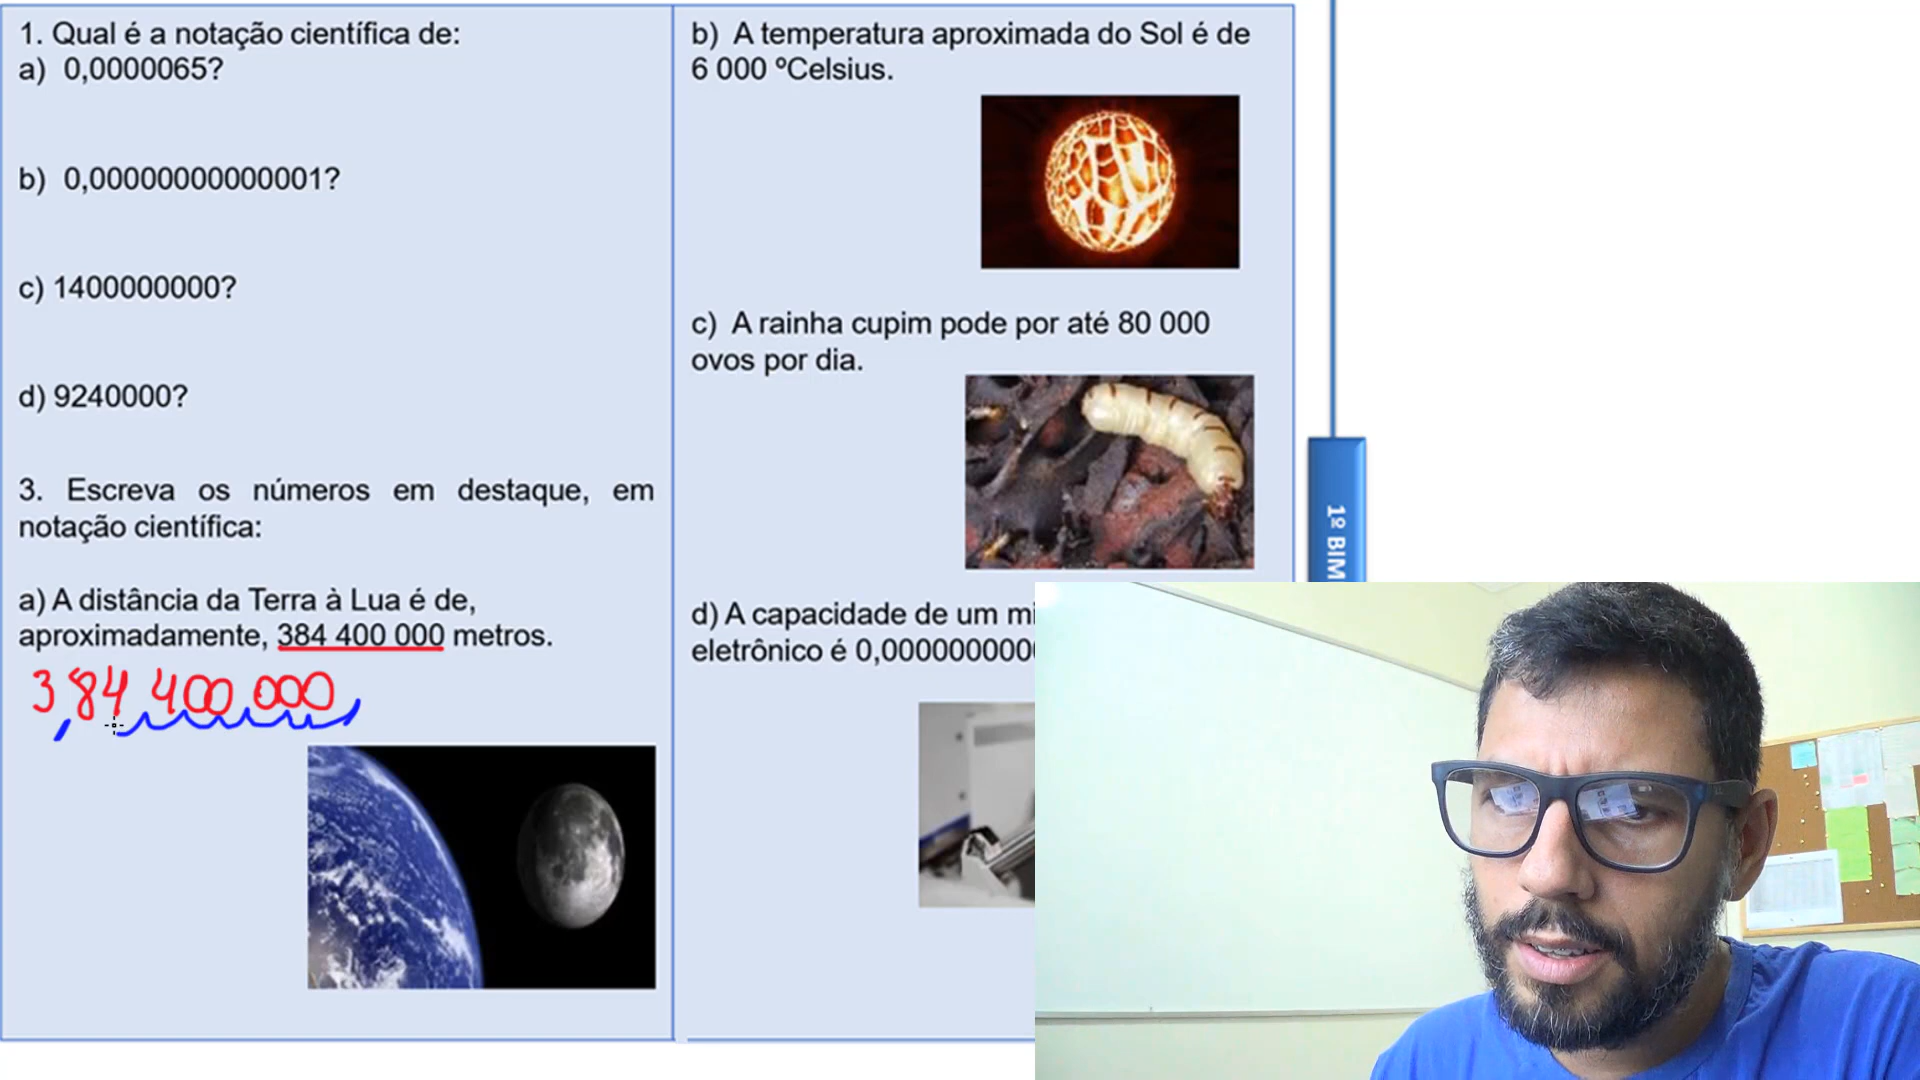 1. Qual é a notação científica de:
a) 0,0000065?
b) 0,00000000000001?
c) 1400000000?
d) 9240000?
3. Escreva os números em destaque, em
notação científica:
a) A distância da Terra à Lua é de,
aproximadamente, 384 400 000 metros.
3,84 400 000,
b) A temperatura aproximada do Sol é de
6 000 ºCelsius.
c) A rainha cupim pode por até 80 000
ovos por dia.
d) A capacidade de um
eletrônico é
1º BIM